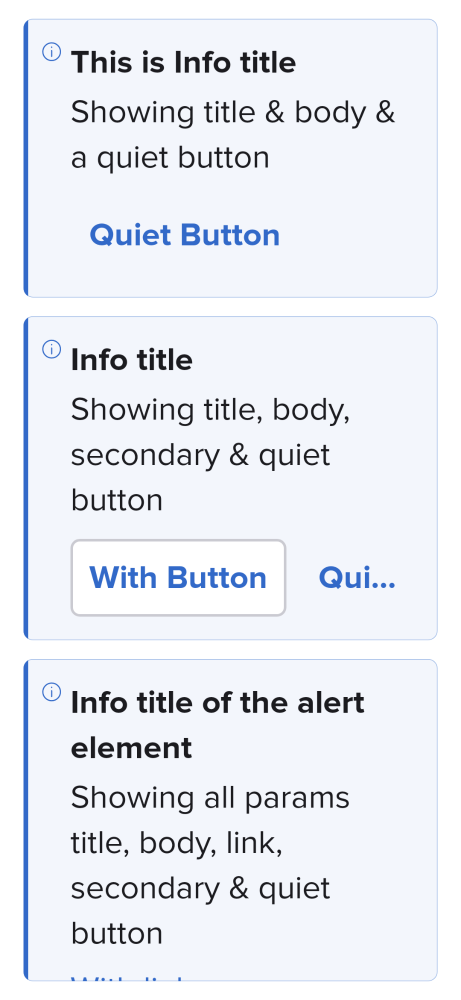 This is Info title
Showing title & body &
a quiet button
Quiet Button
Info title
Showing title, body,
secondary & quiet
button
With Button
Qui...
Info title of the alert
element
Showing all params
title, body, link,
secondary & quiet
button